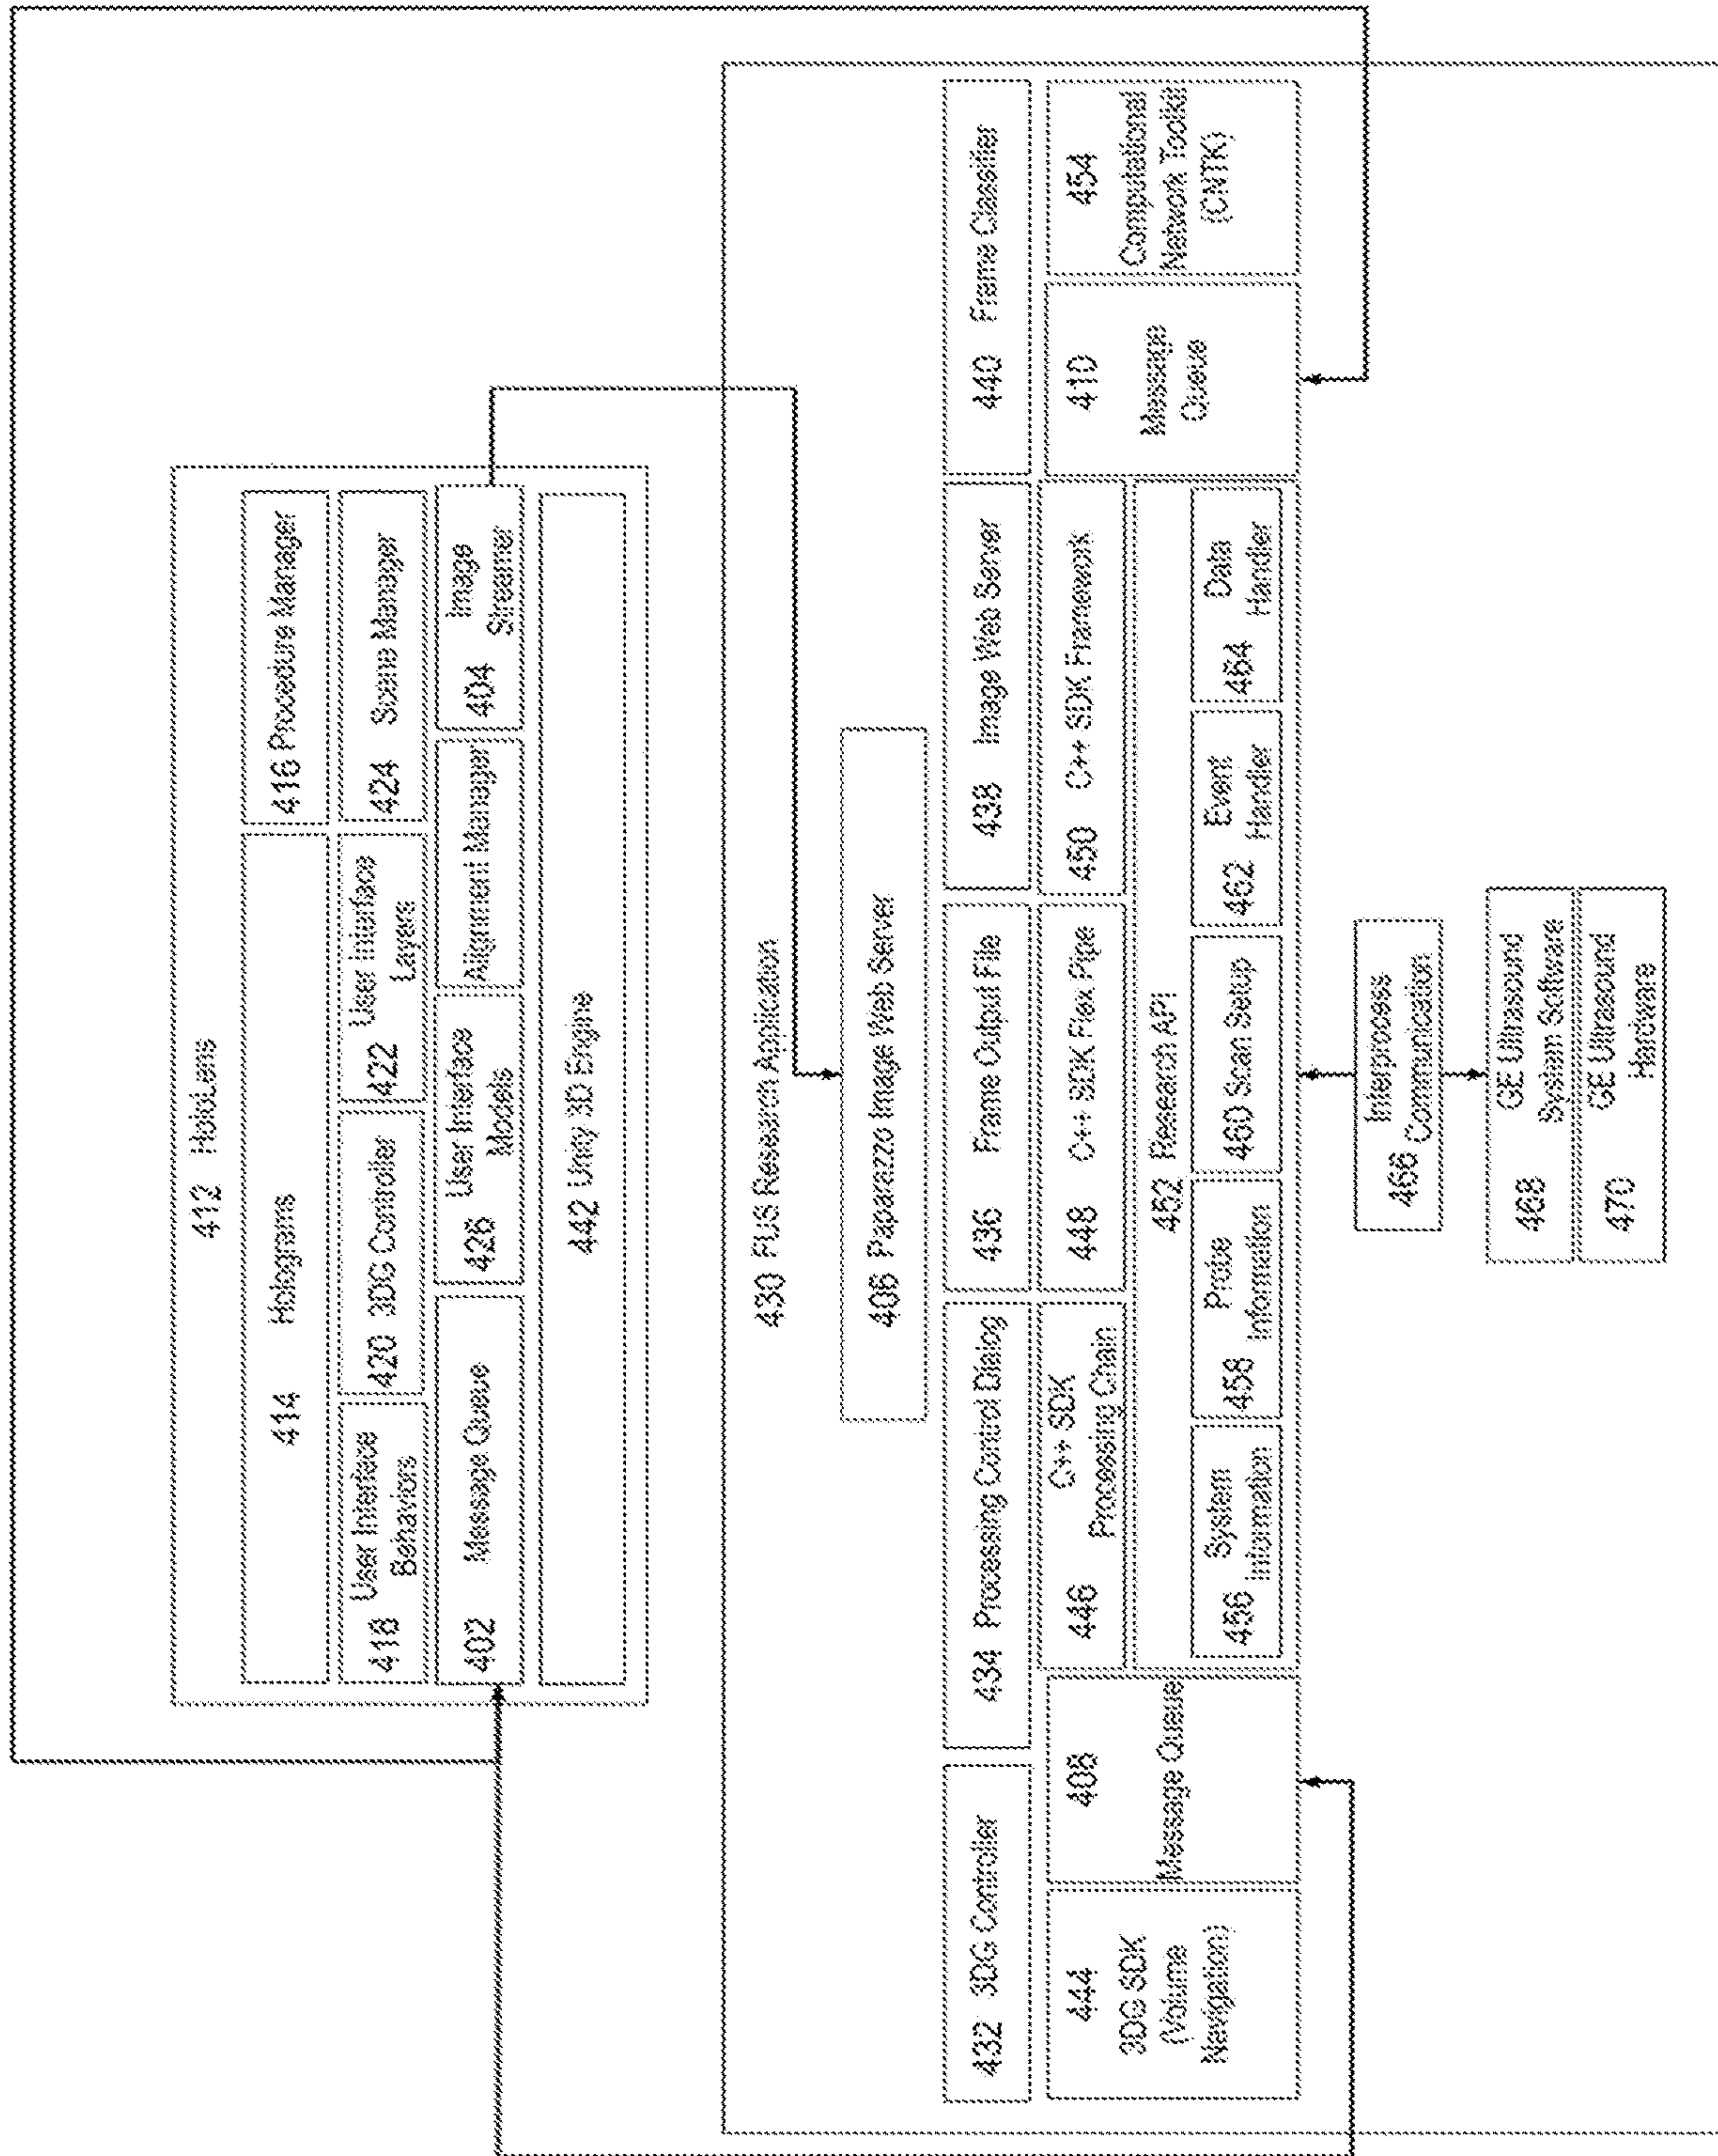 412 HoloLens
414 Holograms
416 Procedure Manager
418 User Interface
Behaviors
420 3DG Controller
422 User Interface
Layers
424 Scene Manager
402 Message Queue
426 User Interface
Models
Alignment Manager
404 Image
Streamer
442 Unity 3D Engine
430 FUS Research Application
406 Paparazzo Image Web Server
432 3DG Controller
434 Processing Control Dialog
436 Frame Output File
438 Image Web Server
440 Frame Classifier
444
3DG SDK
(Volume
Navigation)
408
Message Queue
446 C++ SDK
Processing Chain
448 C++ SDK Flex Pipe
450 C++ SDK Framework
410
Message
Queue
454
Computational
Network Toolkit
(CNTK)
452 Research API
456 System
Information
458 Probe
Information
460 Scan Setup
462 Event
Handler
464 Data
Handler
466 Interprocess
Communication
468 GE Ultrasound
System Software
470 GE Ultrasound
Hardware